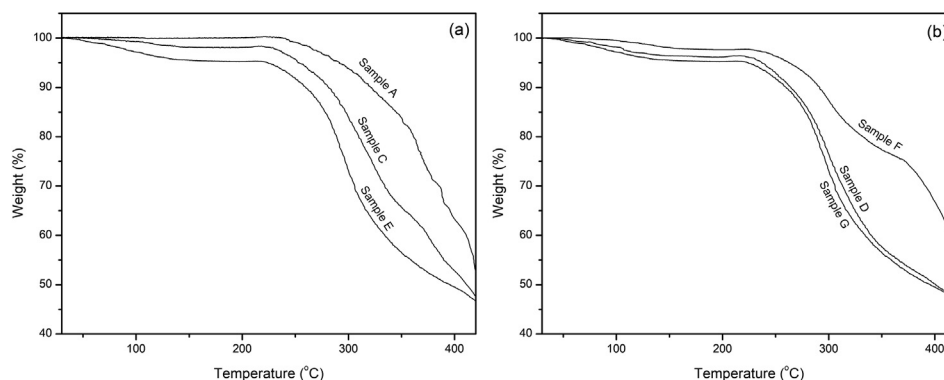 (a)
100
90
80
70
60
50
40
Weight (%)
Sample A
Sample C
Sample E
100
200
300
400
Temperature (°C)
(b)
100
90
80
70
60
50
40
Weight (%)
Sample F
Sample D
Sample G
100
200
300
400
Temperature (°C)